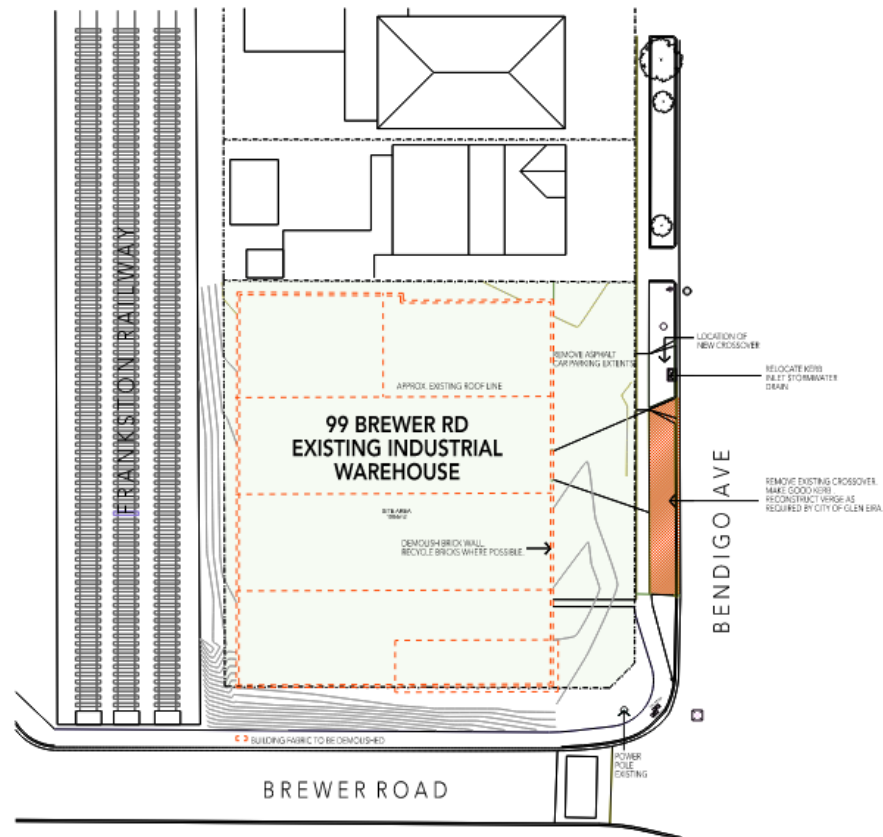 FRANKSTON RAILWAY
LOCATION OF
NEW CROSSOVER
REMOVE ASPHALT
CAR PARKING EXTENTS
RELOCATE KERB
INLET STORMWATER
DRAIN
APPROX. EXISTING ROOF LINE
99 BREWER RD
EXISTING INDUSTRIAL
WAREHOUSE
SITE AREA
REMOVE EXISTING CROSSOVER.
MAKE GOOD KERB
RECONSTRUCT VERGE AS
REQUIRED BY CITY OF GLEN EIRA.
DEMOLISH BRICK WALL.
RECYCLE BRICKS WHERE POSSIBLE.
BENDIGO AVE
BUILDING FABRIC TO BE DEMOLISHED
POWER
POLE
EXISTING
BREWER ROAD